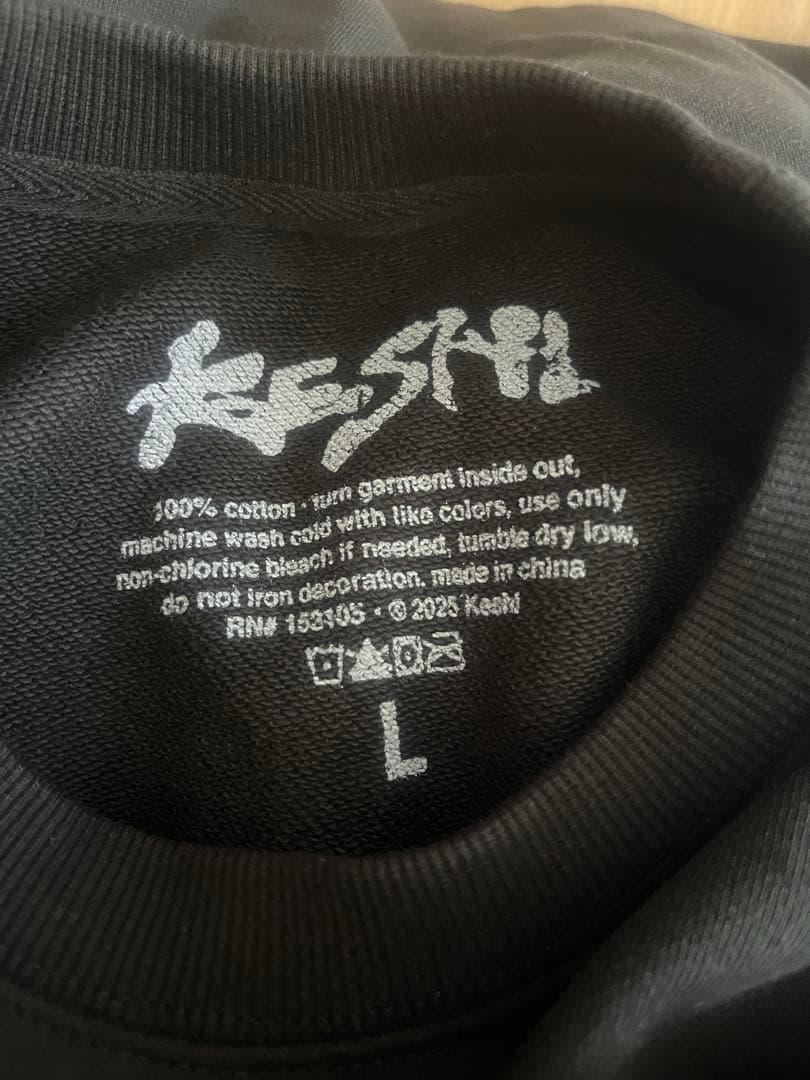 KESHI
100% cotton · turn garment inside out,
machine wash cold with like colors, use only
non-chlorine bleach if needed, tumble dry low,
do not iron decoration. made in china
RN# 153105 · © 2025 Keshi
L